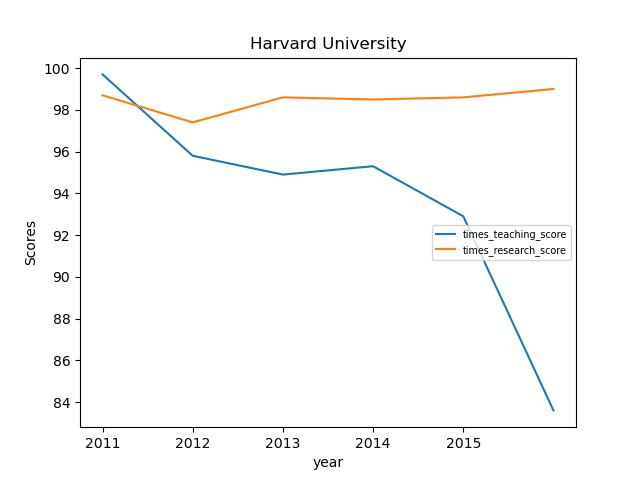 Harvard University
100
98
96
94
92
90
88
86
84
Scores
times_teaching_score
times_research_score
2011 2012 2013 2014 2015
year